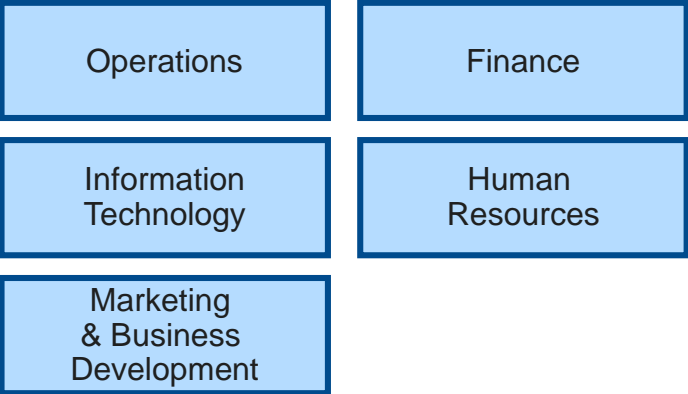 Operations
Finance
Information
Technology
Human
Resources
Marketing
& Business
Development